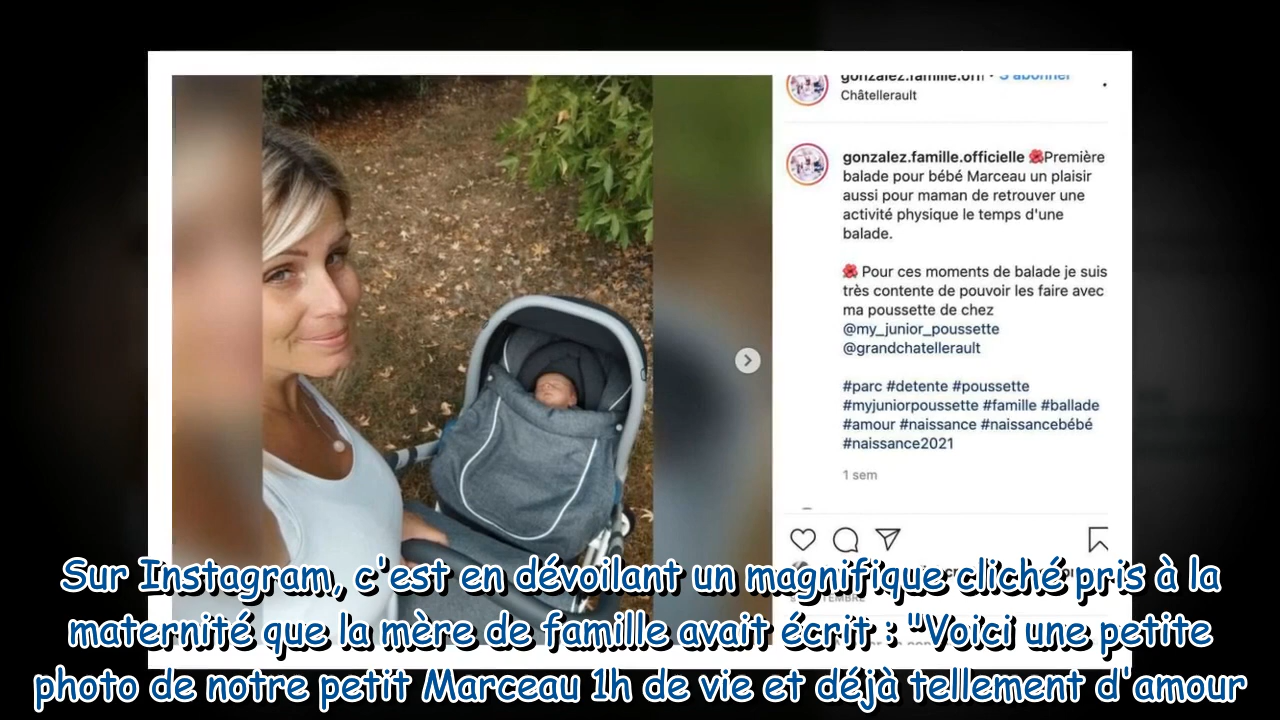 gonzalez.famille.offi • S'abonner
Châtellerault
gonzalez.famille.officielle 🌺Première
balade pour bébé Marceau un plaisir
aussi pour maman de retrouver une
activité physique le temps d'une
balade.
🌺 Pour ces moments de balade je suis
très contente de pouvoir les faire avec
ma poussette de chez
@my_junior_poussette
@grandchatellerault
#parc #detente #poussette
#myjuniorpoussette #famille #ballade
#amour #naissance #naissancebébé
#naissance2021
1 sem
Sur Instagram, c'est en dévoilant un magnifique cliché pris à la
maternité que la mère de famille avait écrit : "Voici une petite
photo de notre petit Marceau 1h de vie et déjà tellement d'amour